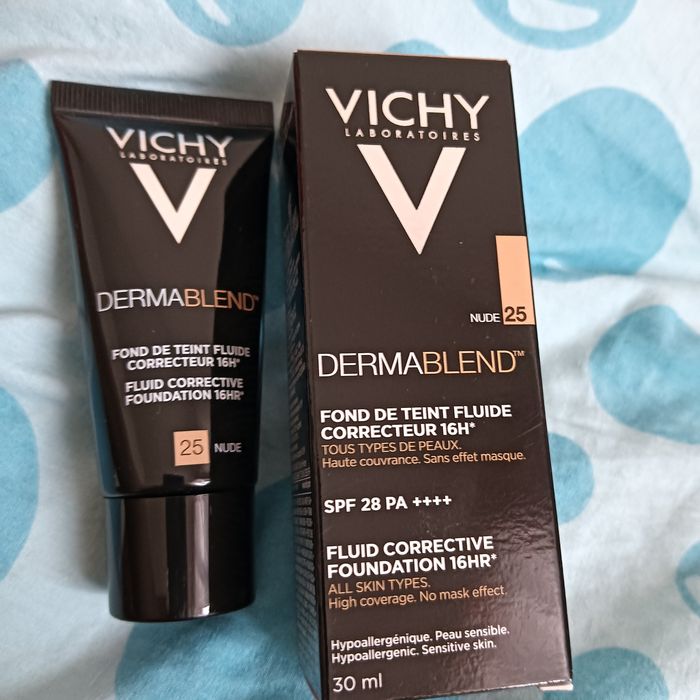 VICHY
LABORATOIRES
DERMABLEND™
FOND DE TEINT FLUIDE
CORRECTEUR 16H*
FLUID CORRECTIVE
FOUNDATION 16HR*
25 NUDE
VICHY
LABORATOIRES
NUDE 25
DERMABLEND™
FOND DE TEINT FLUIDE
CORRECTEUR 16H*
TOUS TYPES DE PEAUX.
Haute couvrance. Sans effet masque.
SPF 28 PA ++++
FLUID CORRECTIVE
FOUNDATION 16HR*
ALL SKIN TYPES.
High coverage. No mask effect.
Hypoallergénique. Peau sensible.
Hypoallergenic. Sensitive skin.
30 ml